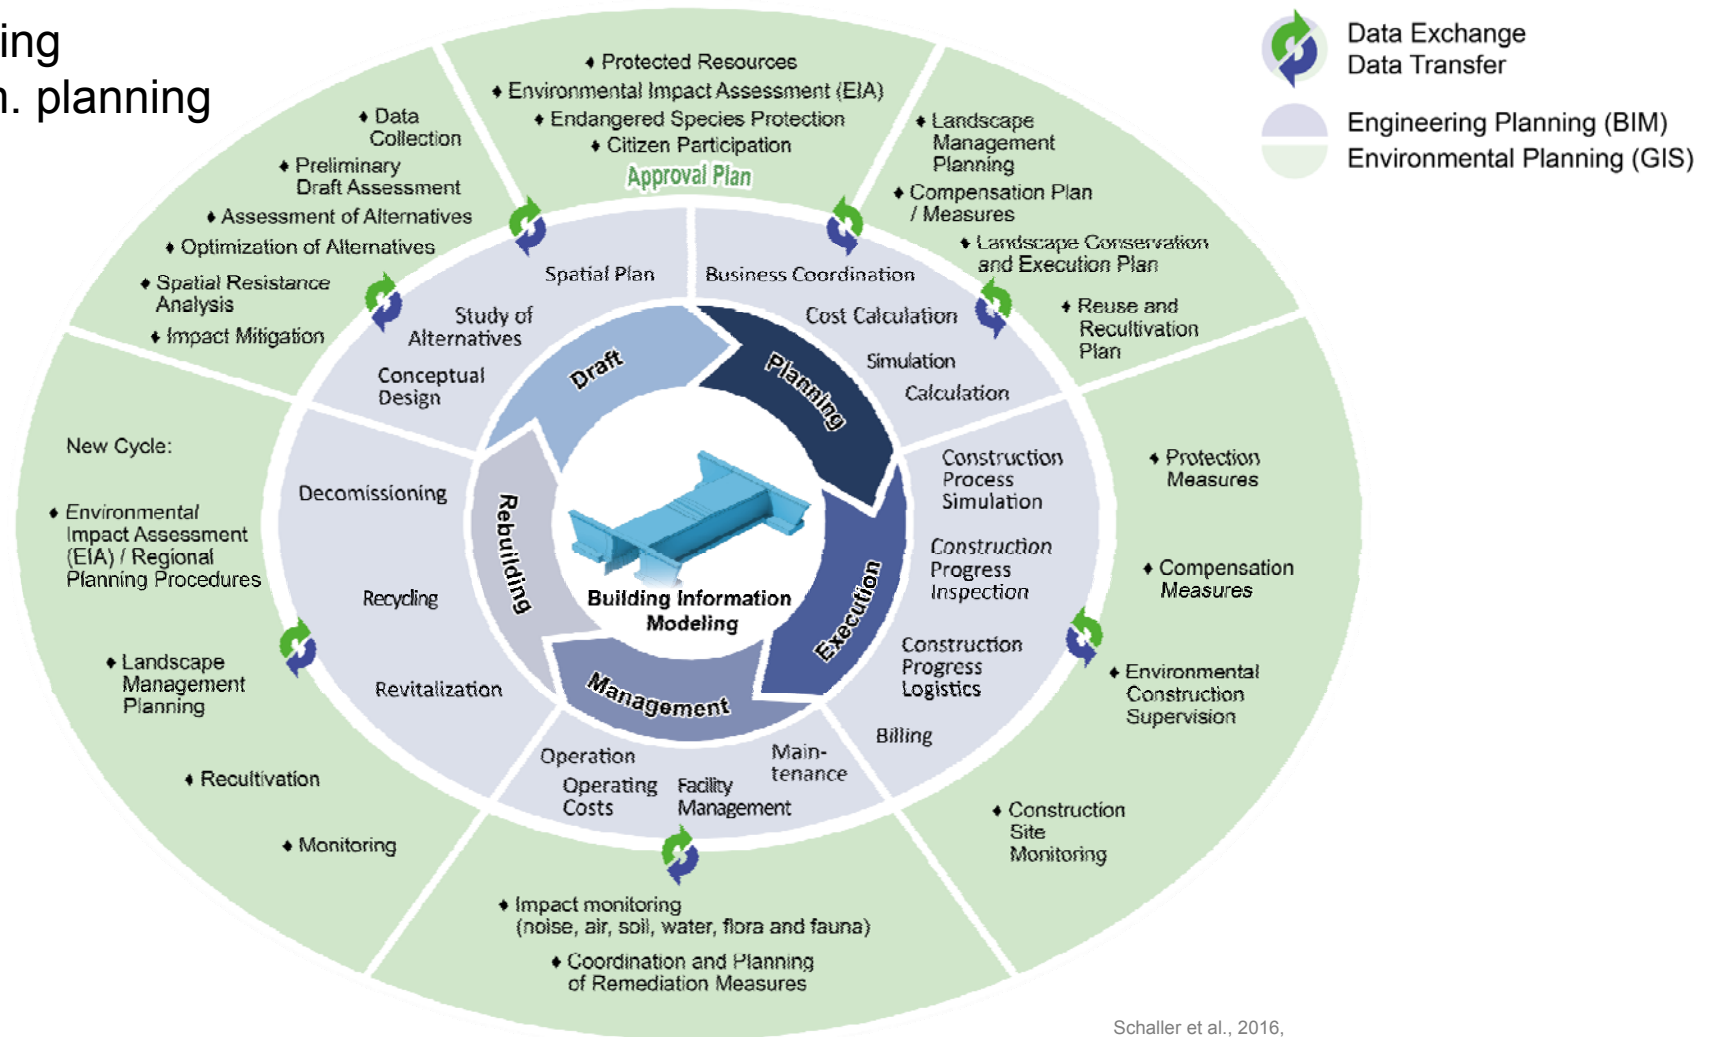 ing
n. planning
Data Exchange
Data Transfer
Engineering Planning (BIM)
Environmental Planning (GIS)
♦ Protected Resources
♦ Environmental Impact Assessment (EIA)
♦ Endangered Species Protection
♦ Citizen Participation
Approval Plan
♦ Data
Collection
♦ Preliminary
Draft Assessment
♦ Assessment of Alternatives
♦ Optimization of Alternatives
♦ Spatial Resistance
Analysis
♦ Impact Mitigation
♦ Landscape
Management
Planning
♦ Compensation Plan
/ Measures
♦ Landscape Conservation
and Execution Plan
♦ Reuse and
Recultivation
Plan
Spatial Plan
Study of
Alternatives
Conceptual
Design
Business Coordination
Cost Calculation
Simulation
Calculation
Draft
Planning
Execution
Management
Rebuilding
Building Information
Modeling
Construction
Process
Simulation
Construction
Progress
Inspection
Construction
Progress
Logistics
Billing
♦ Protection
Measures
♦ Compensation
Measures
♦ Environmental
Construction
Supervision
♦ Construction
Site
Monitoring
Operation
Operating
Costs
Facility
Management
Main-
tenance
♦ Impact monitoring
(noise, air, soil, water, flora and fauna)
♦ Coordination and Planning
of Remediation Measures
Decomissioning
Recycling
Revitalization
New Cycle:
♦ Environmental
Impact Assessment
(EIA) / Regional
Planning Procedures
♦ Landscape
Management
Planning
♦ Recultivation
♦ Monitoring
Schaller et al., 2016,